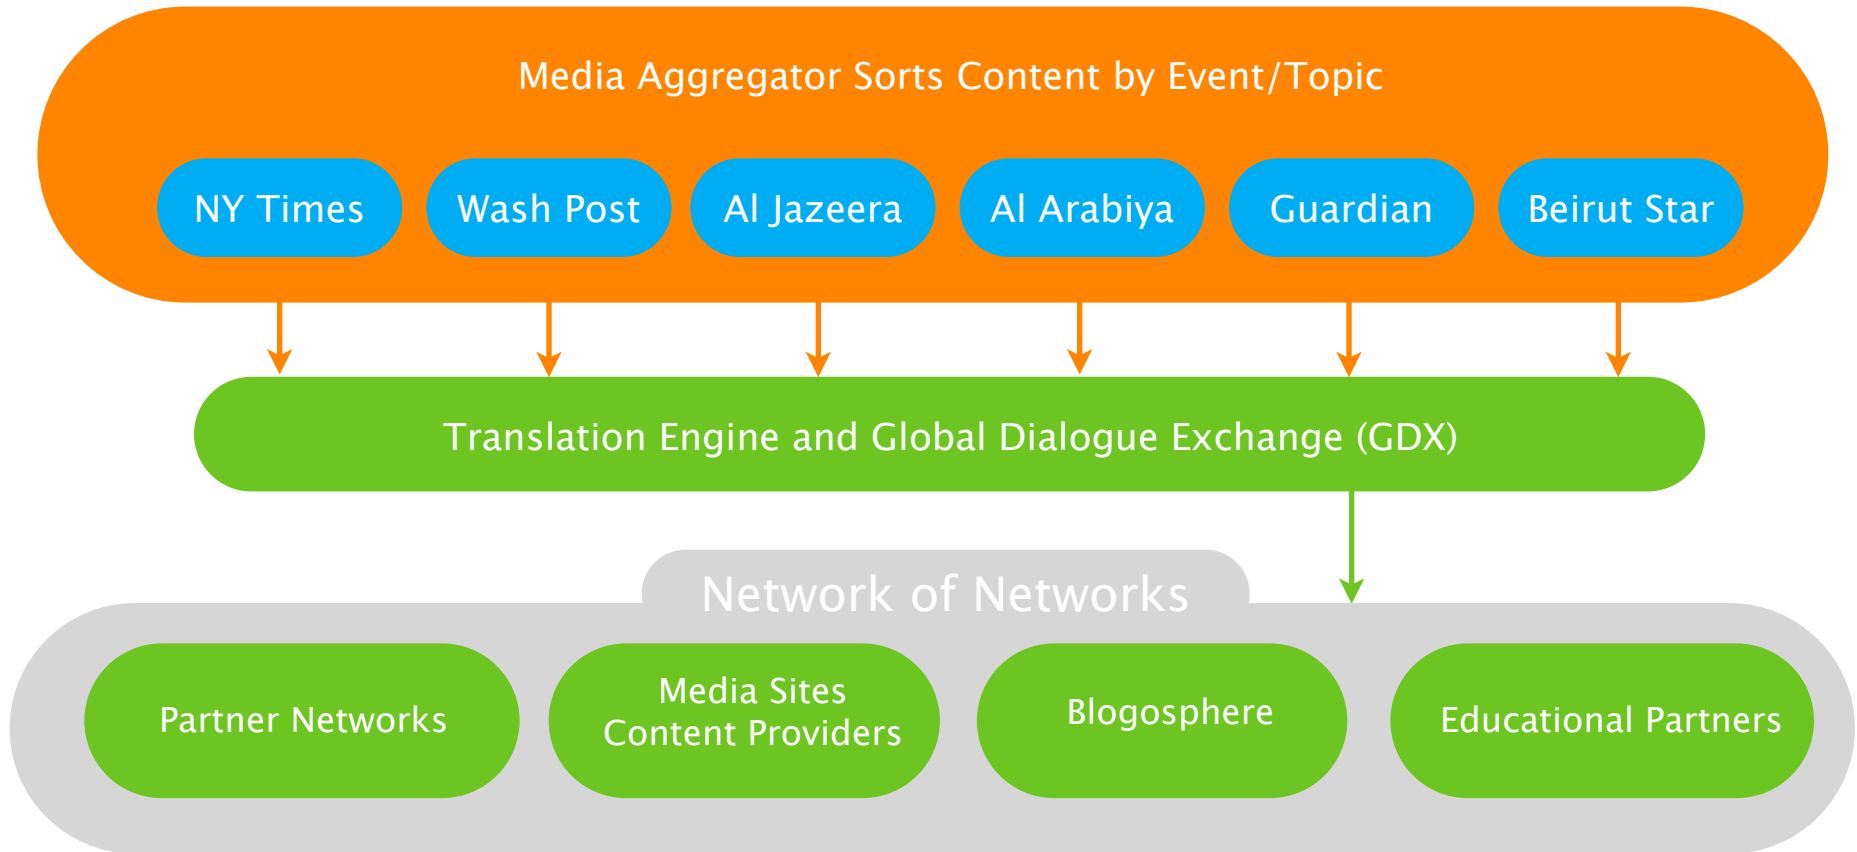 Media Aggregator Sorts Content by Event/Topic
NY Times
Wash Post
Al Jazeera
Al Arabiya
Guardian
Beirut Star
Translation Engine and Global Dialogue Exchange (GDX)
Network of Networks
Partner Networks
Media Sites
Content Providers
Blogosphere
Educational Partners